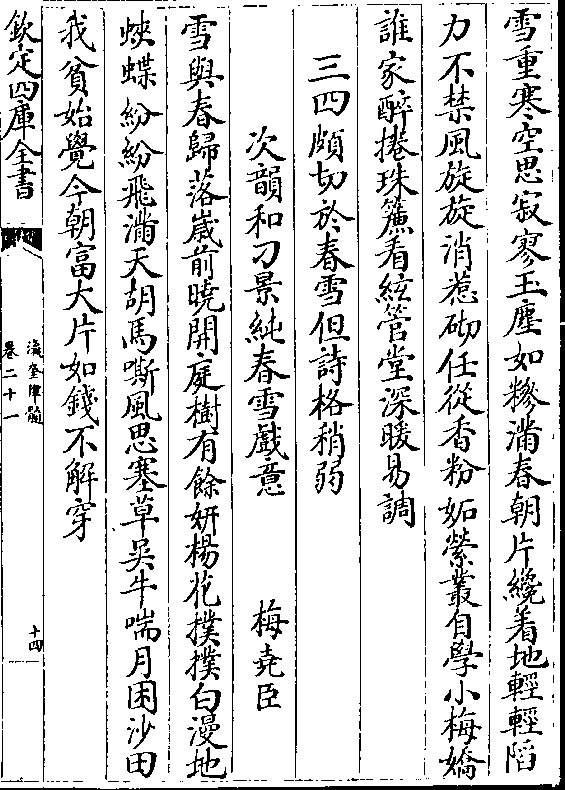 雪重寒空思寂寥玉塵如糝滿春朝片纔着地輕輕陷
力不禁風旋旋消惹砌任從香粉妬縈叢自學小梅嬌
誰家醉捲珠簾看絃管堂深暖易調
三四頗切於春雪但詩格稍弱
次韻和刁景純春雪戲意 梅堯臣
雪與春歸落嵗前曉開庭樹有餘妍楊花撲撲白漫地
蛺蝶紛紛飛滿天胡馬嘶風思塞草吳牛喘月困沙田
我貧始覺今朝富大片如錢不解穿
欽定四庫全書
瀛奎律髓
卷二十一
十四